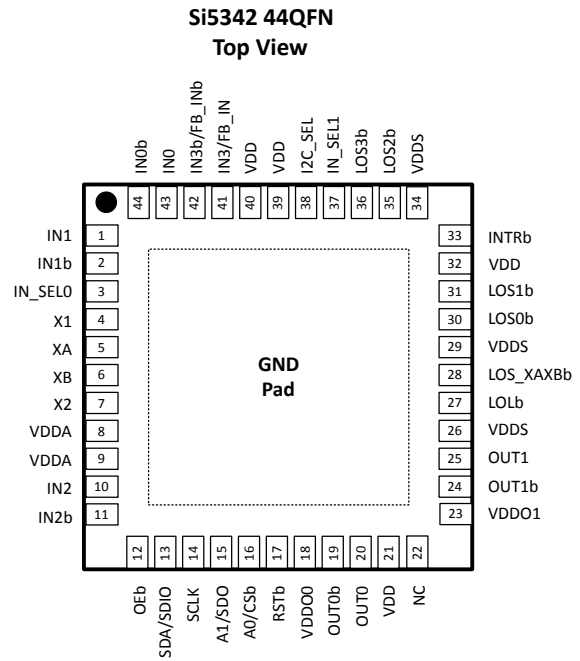 Si5342 44QFN
Top View
IN0b
IN0
IN3b/FB_INb
IN3/FB_IN
VDD
VDD
I2C_SEL
IN_SEL1
LOS3b
LOS2b
VDDS
44 43 42 41 40 39 38 37 36 35 34
IN1 1
IN1b 2
IN_SEL0 3
X1 4
XA 5
XB 6
X2 7
VDDA 8
VDDA 9
IN2 10
IN2b 11
GND
Pad
33 INTRb
32 VDD
31 LOS1b
30 LOS0b
29 VDDS
28 LOS_XAXBb
27 LOLb
26 VDDS
25 OUT1
24 OUT1b
23 VDDO1
12 13 14 15 16 17 18 19 20 21 22
OEb
SDA/SDIO
SCLK
A1/SDO
A0/CSb
RSTb
VDDO0
OUT0b
OUT0
VDD
NC